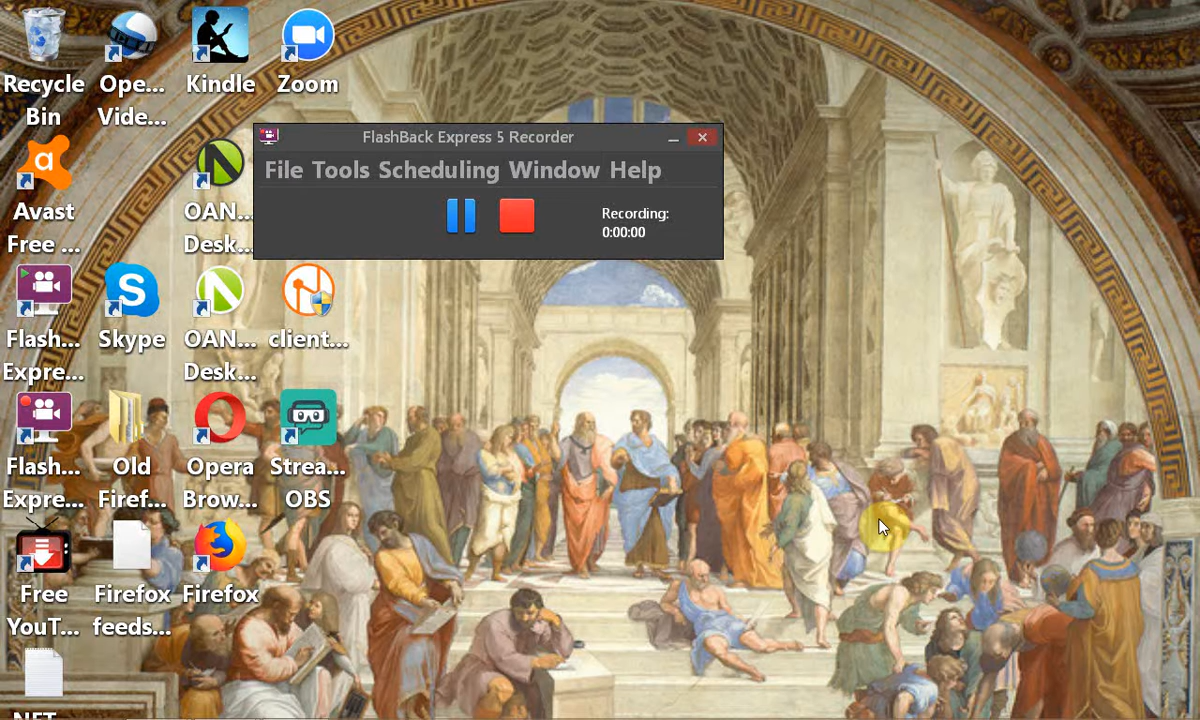 Recycle Bin
Ope... Vide...
Kindle
Zoom
FlashBack Express 5 Recorder
File Tools Scheduling Window Help
Recording:
0:00:00
Avast Free ...
OAN... Desk...
Flash... Expre...
Skype
OAN... Desk...
client...
Flash... Expre...
Old Firef...
Opera Brow...
Strea... OBS
Free YouT...
Firefox feeds...
Firefox